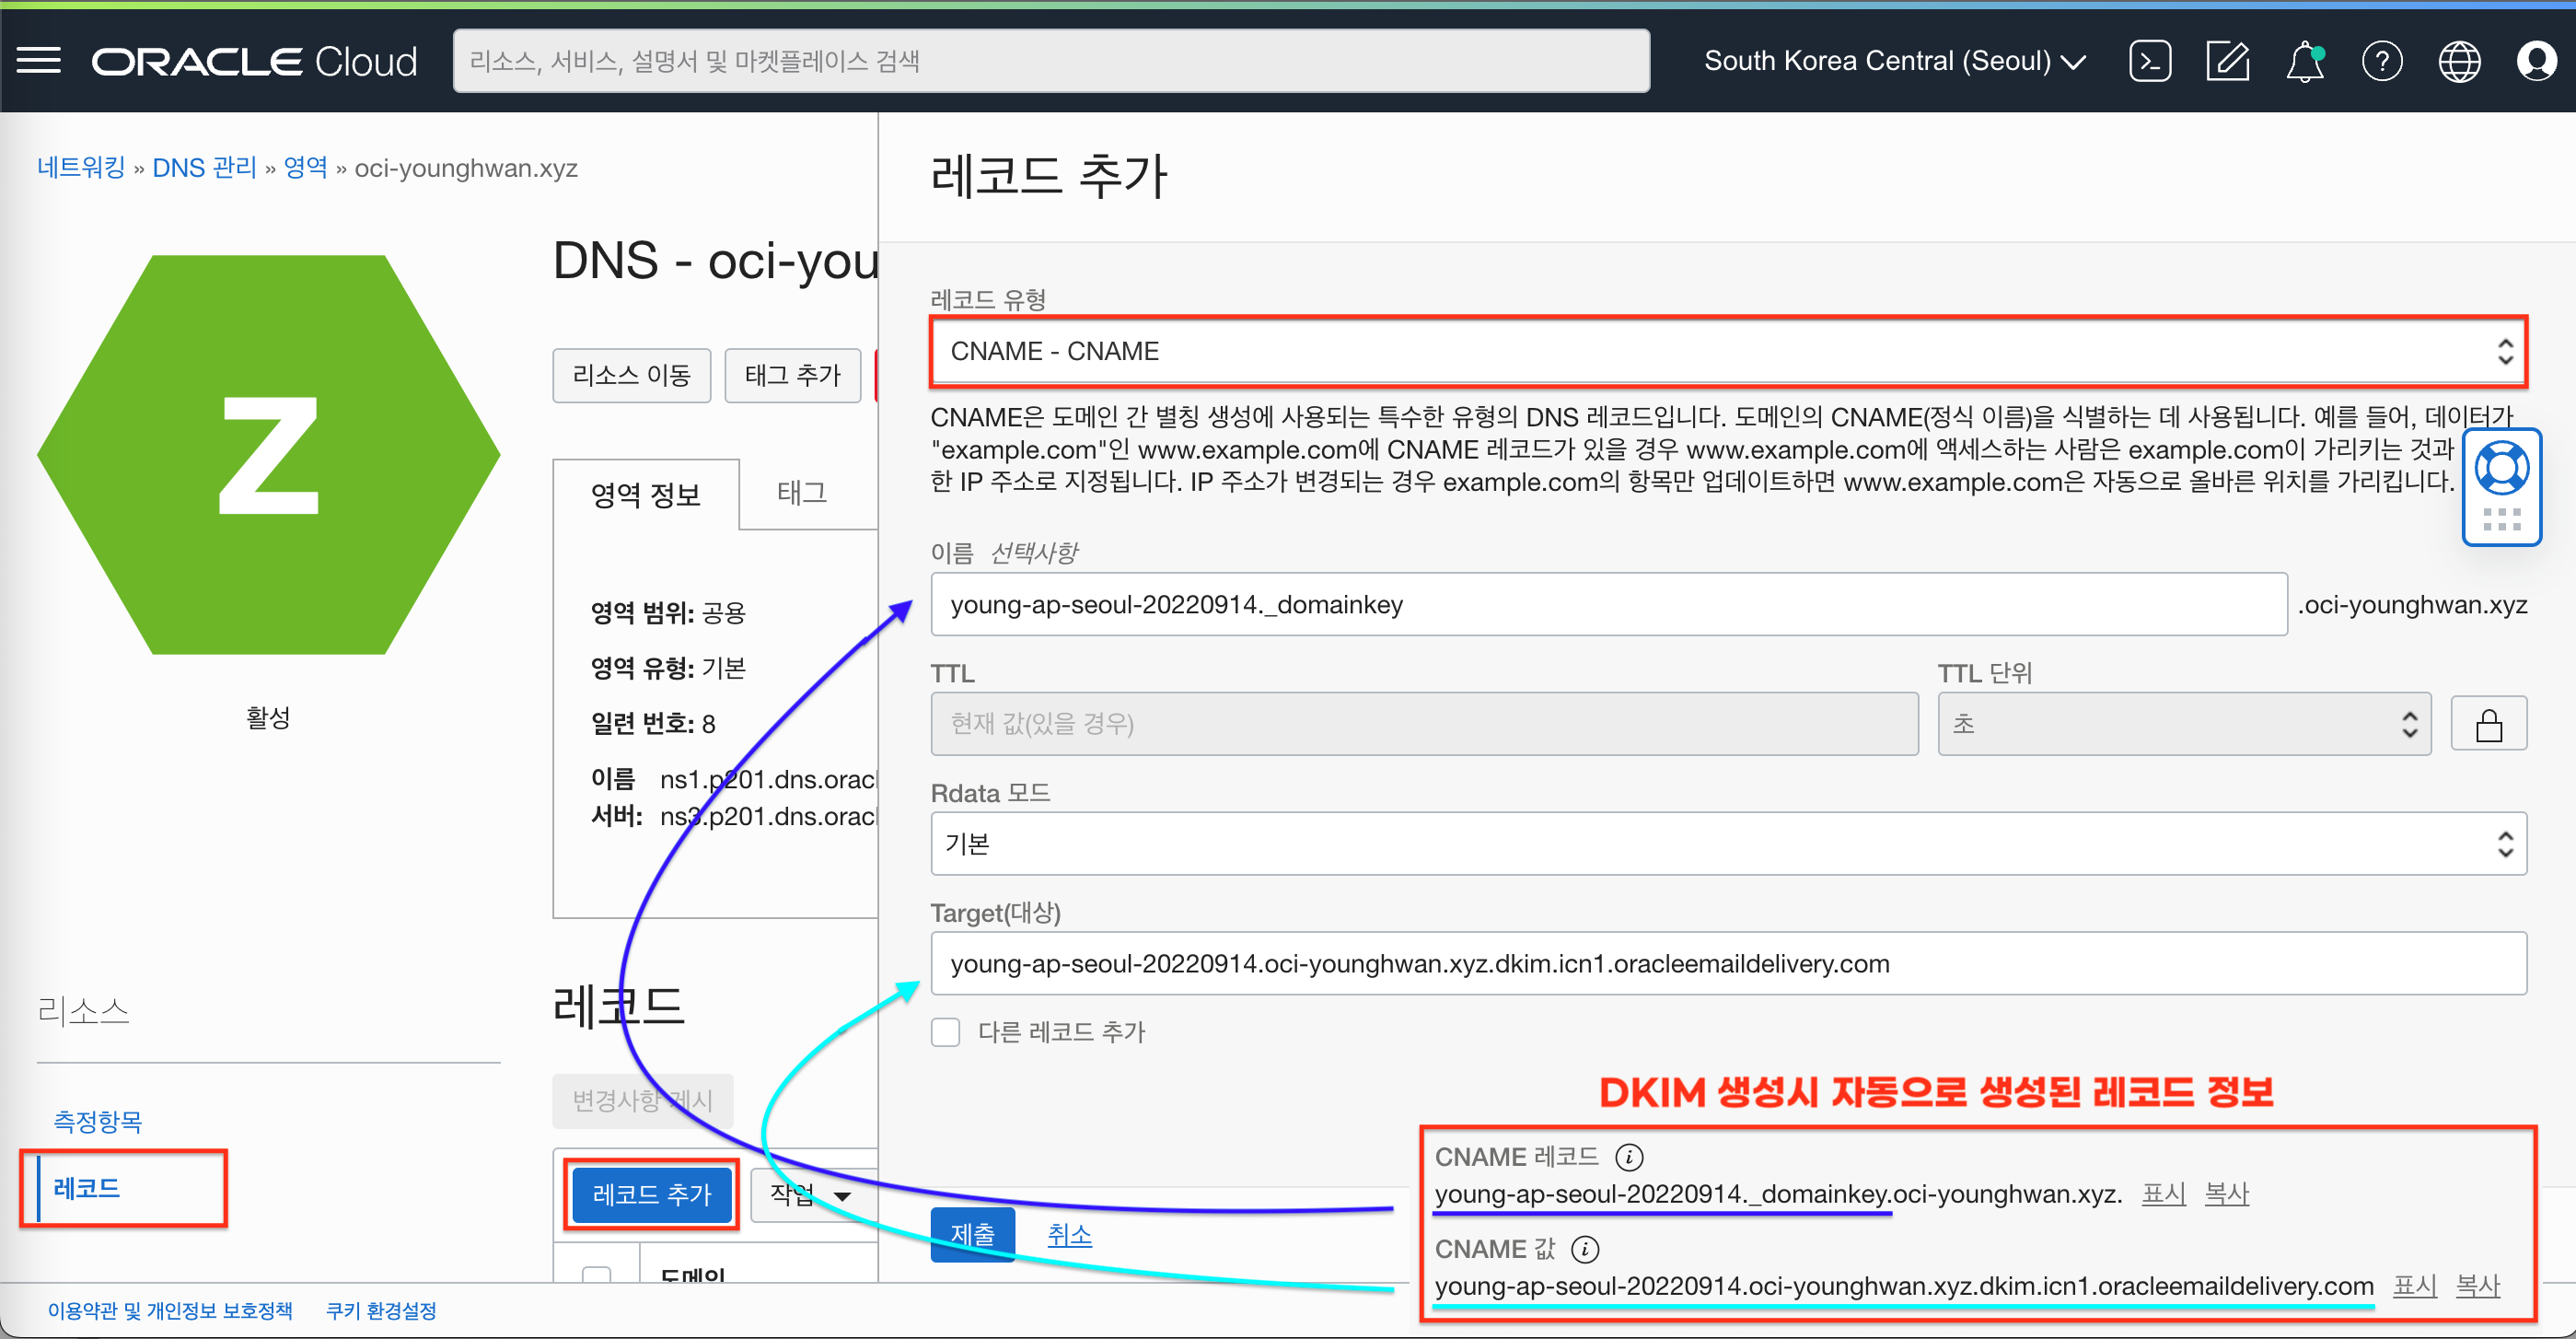 ORACLE Cloud
리소스, 서비스, 설명서 및 마켓플레이스 검색
South Korea Central (Seoul)
네트워킹 » DNS 관리 » 영역 » oci-younghwan.xyz
Z
활성
DNS - oci-you
리소스 이동
태그 추가
영역 정보
태그
영역 범위: 공용
영역 유형: 기본
일련 번호: 8
이름 ns1.p201.dns.oracl
서버: ns3.p201.dns.oracl
리소스
측정항목
레코드
레코드
변경사항 게시
레코드 추가
작업
도메인
레코드 추가
레코드 유형
CNAME - CNAME
CNAME은 도메인 간 별칭 생성에 사용되는 특수한 유형의 DNS 레코드입니다. 도메인의 CNAME(정식 이름)을 식별하는 데 사용됩니다. 예를 들어, 데이터가
"example.com"인 www.example.com에 CNAME 레코드가 있을 경우 www.example.com에 액세스하는 사람은 example.com이 가리키는 것과
한 IP 주소로 지정됩니다. IP 주소가 변경되는 경우 example.com의 항목만 업데이트하면 www.example.com은 자동으로 올바른 위치를 가리킵니다.
이름 선택사항
young-ap-seoul-20220914._domainkey
.oci-younghwan.xyz
TTL
TTL 단위
현재 값(있을 경우)
초
Rdata 모드
기본
Target(대상)
young-ap-seoul-20220914.oci-younghwan.xyz.dkim.icn1.oracleemaildelivery.com
다른 레코드 추가
DKIM 생성시 자동으로 생성된 레코드 정보
CNAME 레코드
young-ap-seoul-20220914._domainkey.oci-younghwan.xyz. 표시 복사
CNAME 값
young-ap-seoul-20220914.oci-younghwan.xyz.dkim.icn1.oracleemaildelivery.com 표시 복사
제출
취소
이용약관 및 개인정보 보호정책
쿠키 환경설정